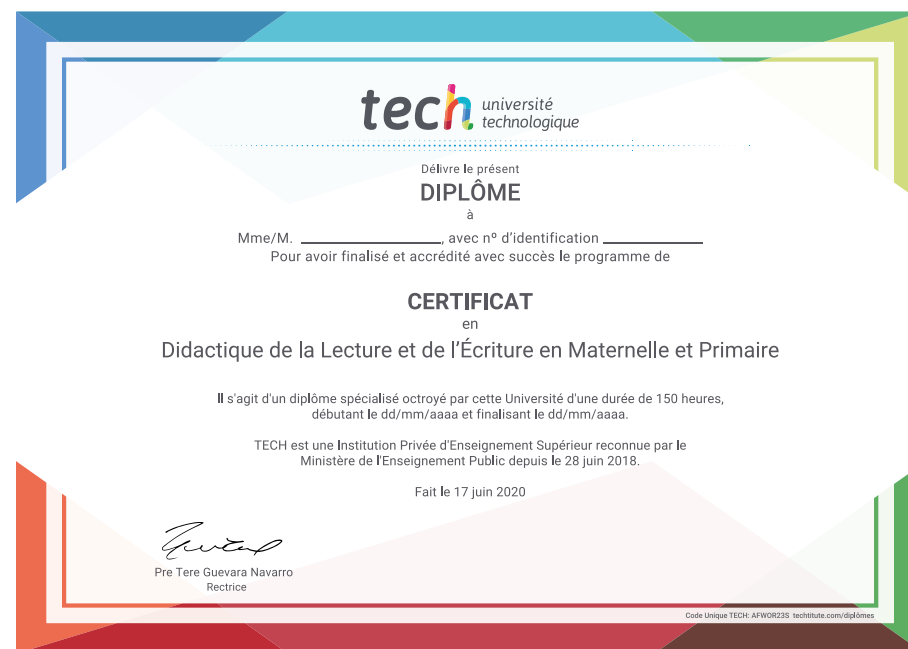 tech université
technologique
Délivre le présent
DIPLÔME
à
Mme/M. ____________________, avec nº d'identification ______________
Pour avoir finalisé et accrédité avec succès le programme de
CERTIFICAT
en
Didactique de la Lecture et de l'Écriture en Maternelle et Primaire
Il s'agit d'un diplôme spécialisé octroyé par cette Université d'une durée de 150 heures,
débutant le dd/mm/aaaa et finalisant le dd/mm/aaaa.
TECH est une Institution Privée d'Enseignement Supérieur reconnue par le
Ministère de l'Enseignement Public depuis le 28 juin 2018.
Fait le 17 juin 2020
Pre Tere Guevara Navarro
Rectrice
Code Unique TECH: AFWOR23S techtitute.com/diplômes